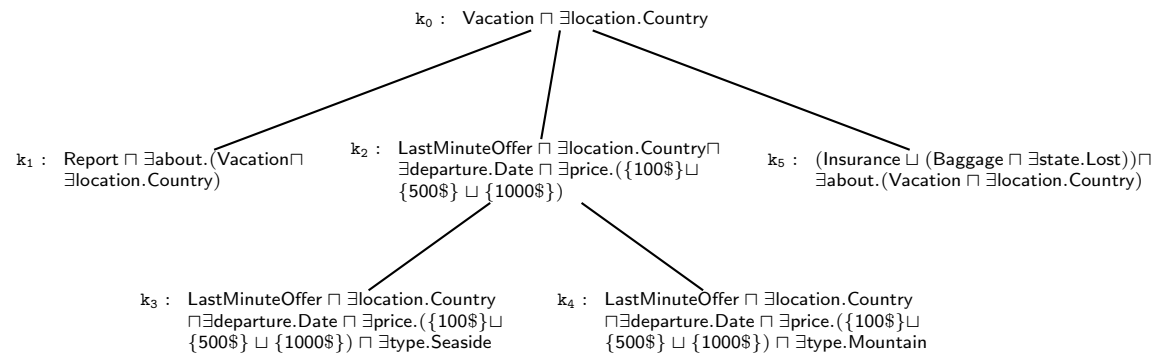 k₀ : Vacation ⊓ ∃location.Country
k₁ : Report ⊓ ∃about.(Vacation⊓
∃location.Country)
k₂ : LastMinuteOffer ⊓ ∃location.Country⊓
∃departure.Date ⊓ ∃price.({100$}⊔
{500$} ⊔ {1000$})
k₅ : (Insurance ⊔ (Baggage ⊓ ∃state.Lost))⊓
∃about.(Vacation ⊓ ∃location.Country)
k₃ : LastMinuteOffer ⊓ ∃location.Country
⊓∃departure.Date ⊓ ∃price.({100$}⊔
{500$} ⊔ {1000$}) ⊓ ∃type.Seaside
k₄ : LastMinuteOffer ⊓ ∃location.Country
⊓∃departure.Date ⊓ ∃price.({100$}⊔
{500$} ⊔ {1000$}) ⊓ ∃type.Mountain